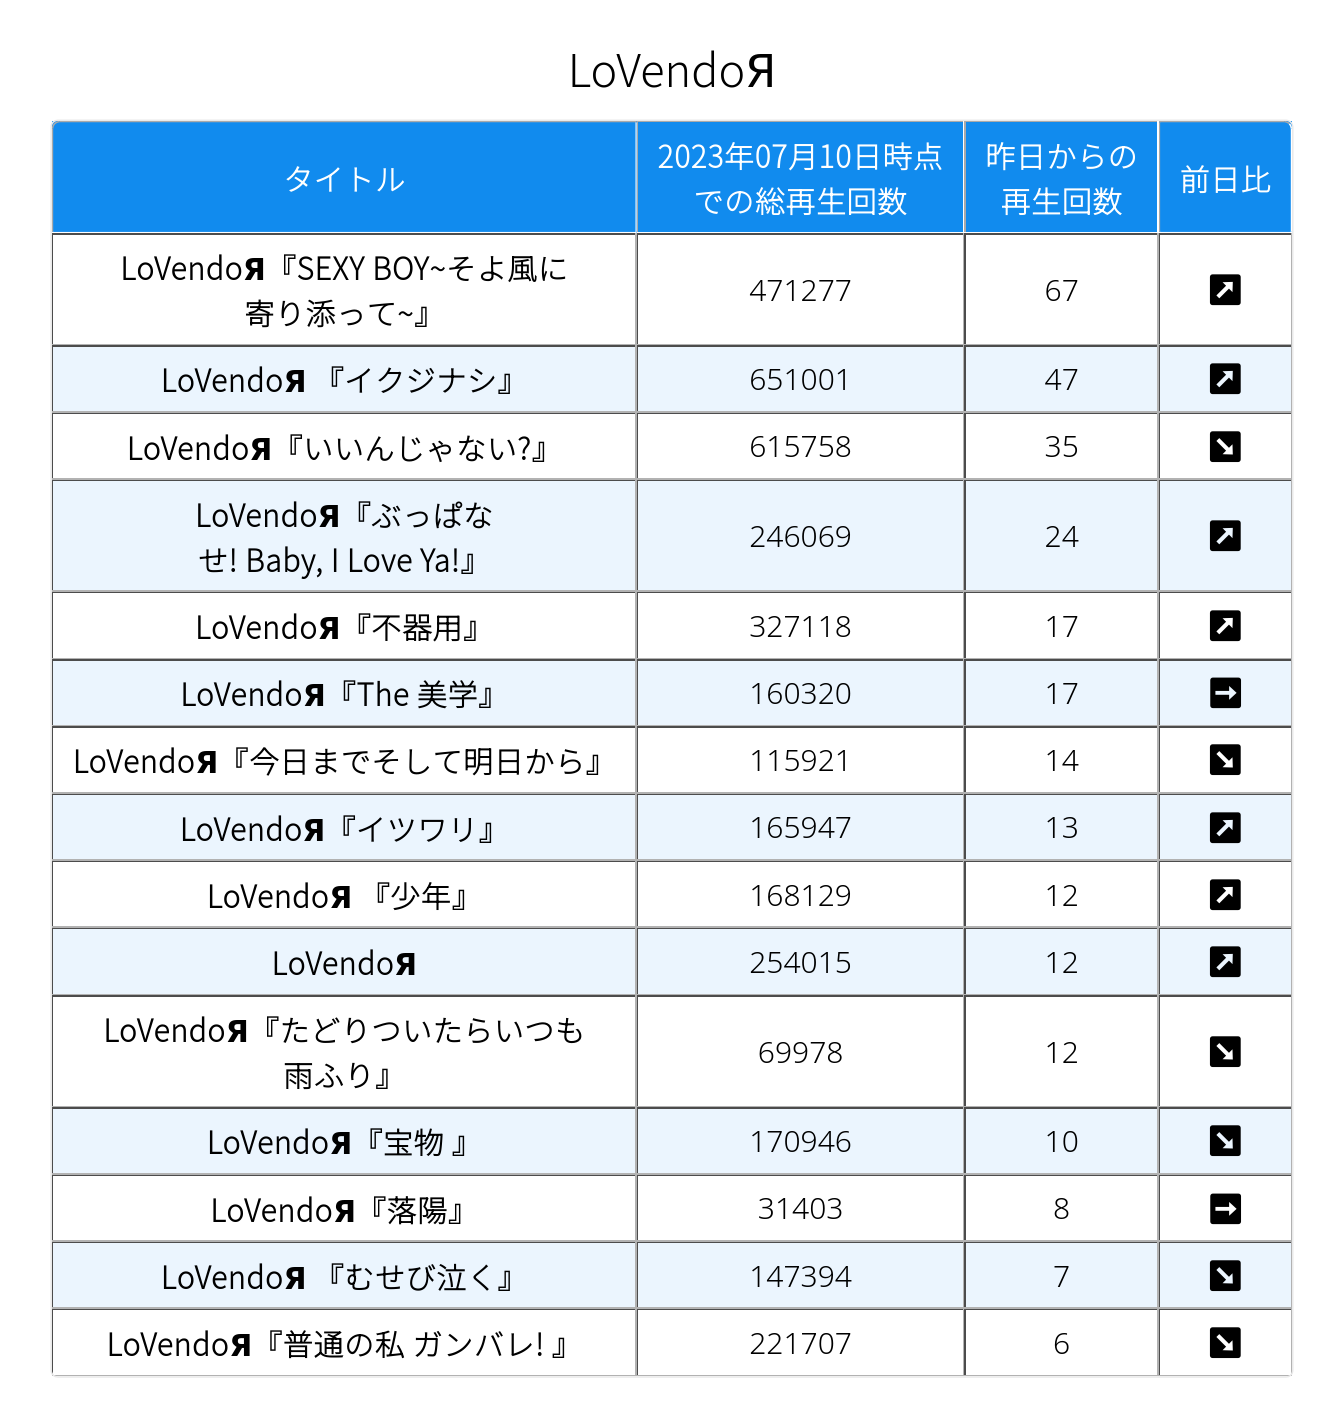 LoVendoЯ
タイトル
2023年07月10日時点
での総再生回数
昨日からの
再生回数
前日比
LoVendoЯ『SEXY BOY~そよ風に
寄り添って~』
471277
67
↗
LoVendoЯ 『イクジナシ』
651001
47
↗
LoVendoЯ『いいんじゃない?』
615758
35
↘
LoVendoЯ『ぶっぱな
せ! Baby, I Love Ya!』
246069
24
↗
LoVendoЯ『不器用』
327118
17
↗
LoVendoЯ『The 美学』
160320
17
→
LoVendoЯ『今日までそして明日から』
115921
14
↘
LoVendoЯ『イツワリ』
165947
13
↗
LoVendoЯ 『少年』
168129
12
↗
LoVendoЯ
254015
12
↗
LoVendoЯ『たどりついたらいつも
雨ふり』
69978
12
↘
LoVendoЯ『宝物 』
170946
10
↘
LoVendoЯ『落陽』
31403
8
→
LoVendoЯ 『むせび泣く』
147394
7
↘
LoVendoЯ『普通の私 ガンバレ! 』
221707
6
↘